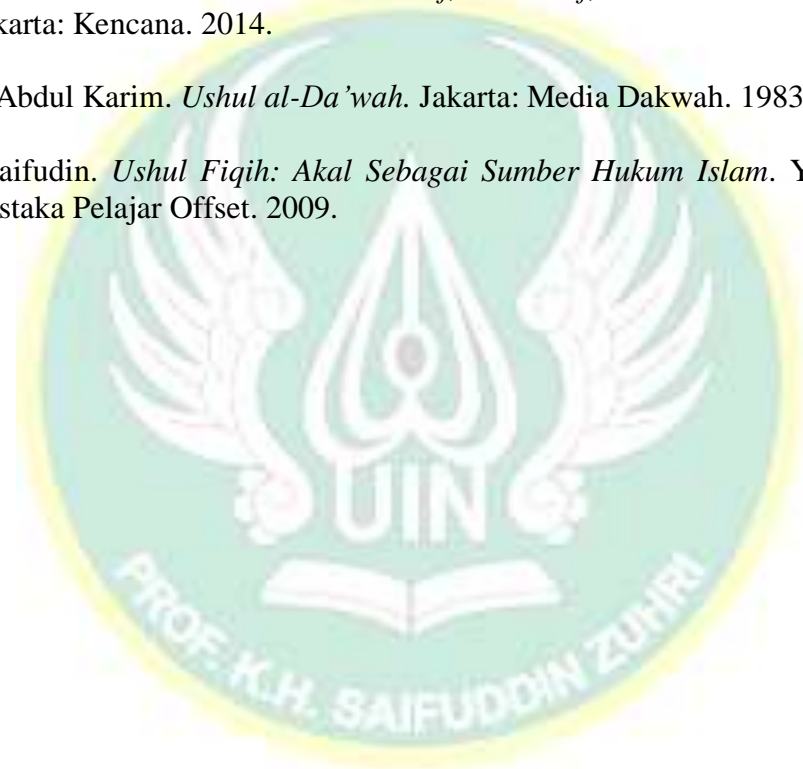 karta: Kencana. 2014.
Abdul Karim. Ushul al-Da’wah. Jakarta: Media Dakwah. 1983
aifudin. Ushul Fiqih: Akal Sebagai Sumber Hukum Islam. Y
staka Pelajar Offset. 2009.
UIN
PROF. K.H. SAIFUDDIN ZUHRI